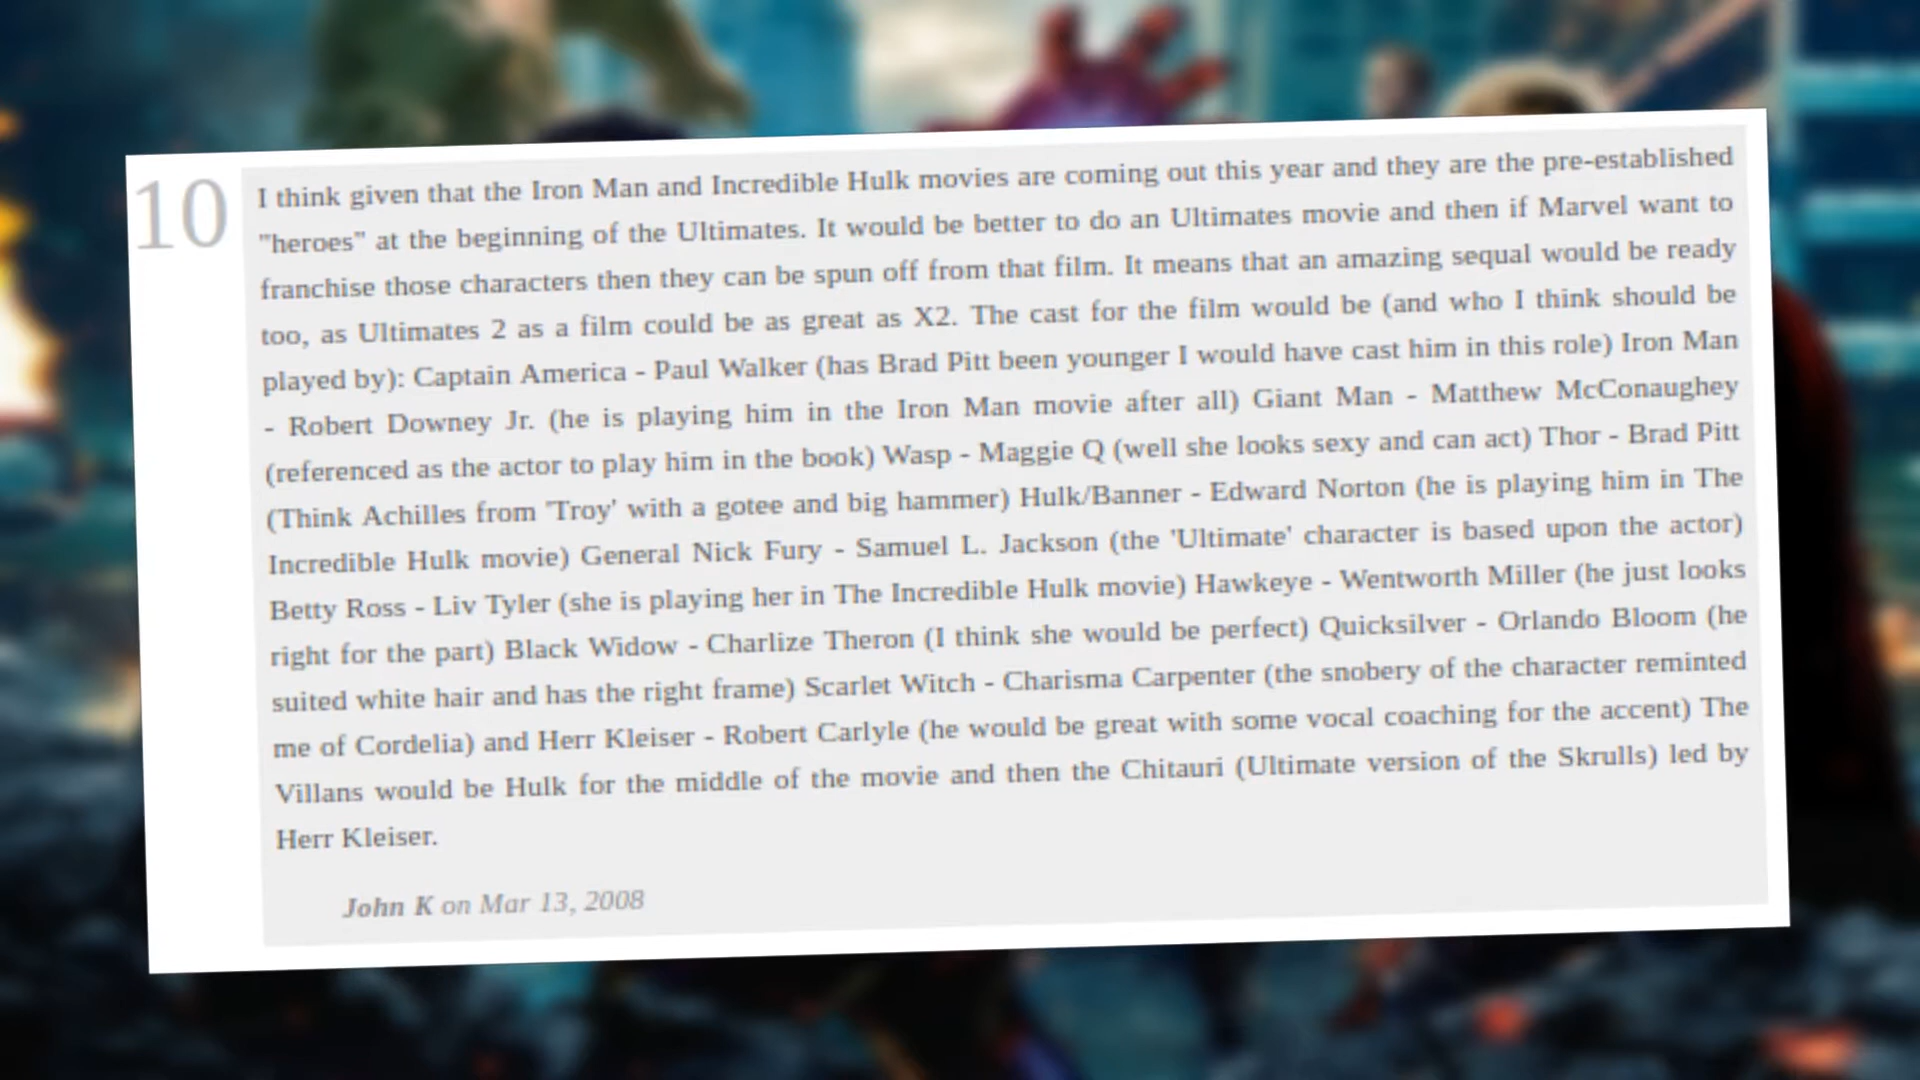 10
I think given that the Iron Man and Incredible Hulk movies are coming out this year and they are the pre-established
"heroes" at the beginning of the Ultimates. It would be better to do an Ultimates movie and then if Marvel want to
franchise those characters then they can be spun off from that film. It means that an amazing sequal would be ready
too, as Ultimates 2 as a film could be as great as X2. The cast for the film would be (and who I think should be
played by): Captain America - Paul Walker (has Brad Pitt been younger I would have cast him in this role) Iron Man
- Robert Downey Jr. (he is playing him in the Iron Man movie after all) Giant Man - Matthew McConaughey
(referenced as the actor to play him in the book) Wasp - Maggie Q (well she looks sexy and can act) Thor - Brad Pitt
(Think Achilles from 'Troy' with a gotee and big hammer) Hulk/Banner - Edward Norton (he is playing him in The
Incredible Hulk movie) General Nick Fury - Samuel L. Jackson (the 'Ultimate' character is based upon the actor)
Betty Ross - Liv Tyler (she is playing her in The Incredible Hulk movie) Hawkeye - Wentworth Miller (he just looks
right for the part) Black Widow - Charlize Theron (I think she would be perfect) Quicksilver - Orlando Bloom (he
suited white hair and has the right frame) Scarlet Witch - Charisma Carpenter (the snobery of the character reminted
me of Cordelia) and Herr Kleiser - Robert Carlyle (he would be great with some vocal coaching for the accent) The
Villans would be Hulk for the middle of the movie and then the Chitauri (Ultimate version of the Skrulls) led by
Herr Kleiser.
John K on Mar 13, 2008